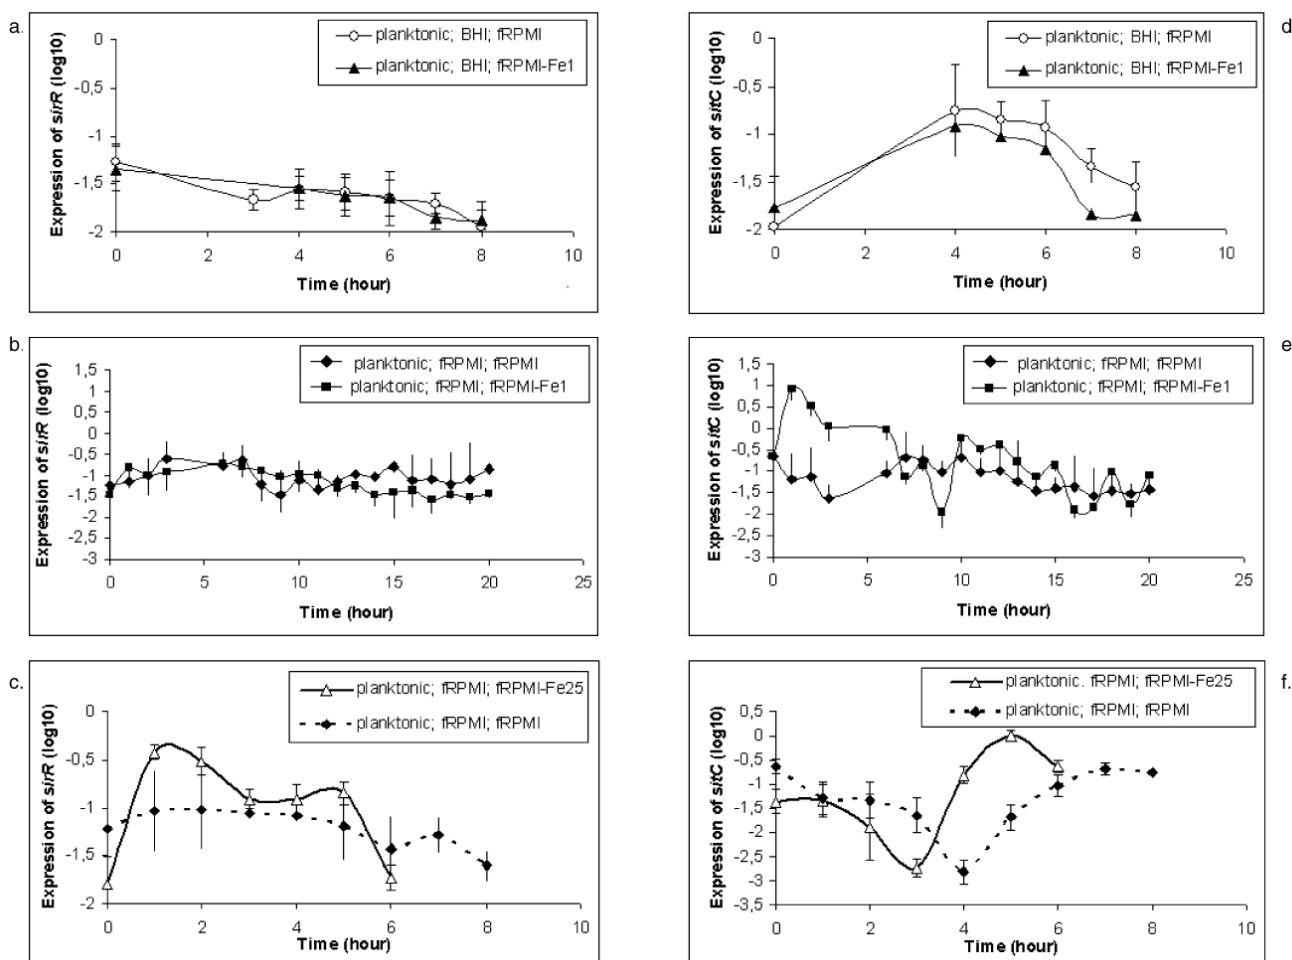 a.
Expression of sirR (log10)
0
-0,5
-1
-1,5
-2
planktonic; BHI; fRPMI
planktonic; BHI; fRPMI-Fe1
0 2 4 6 8 10
Time (hour)
d
Expression of sitC (log10)
0
-0,5
-1
-1,5
-2
planktonic; BHI; fRPMI
planktonic; BHI; fRPMI-Fe1
0 2 4 6 8 10
Time (hour)
b.
Expression of sirR (log10)
1,5
1
0,5
0
-0,5
-1
-1,5
-2
-2,5
-3
planktonic; fRPMI; fRPMI
planktonic; fRPMI; fRPMI-Fe1
0 5 10 15 20 25
Time (hour)
e
Expression of sitC (log10)
1,5
1
0,5
0
-0,5
-1
-1,5
-2
-2,5
-3
planktonic; fRPMI; fRPMI
planktonic; fRPMI; fRPMI-Fe1
0 5 10 15 20 25
Time (hour)
c.
Expression of sirR (log10)
0
-0,5
-1
-1,5
-2
planktonic; fRPMI; fRPMI-Fe25
planktonic; fRPMI; fRPMI
0 2 4 6 8 10
Time (hour)
f.
Expression of sitC (log10)
0,5
0
-0,5
-1
-1,5
-2
-2,5
-3
-3,5
planktonic. fRPMI; fRPMI-Fe25
planktonic; fRPMI; fRPMI
0 2 4 6 8 10
Time (hour)